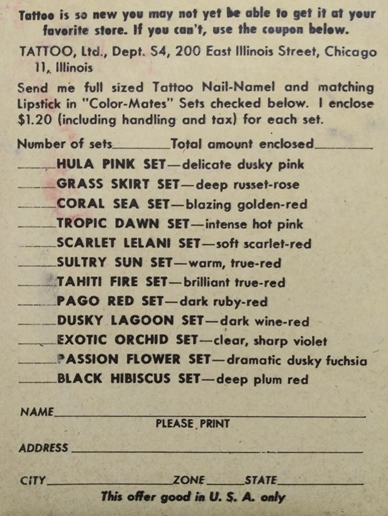 Tattoo is so new you may not yet be able to get it at your
favorite store. If you can't, use the coupon below.
TATTOO, Ltd., Dept. S4, 200 East Illinois Street, Chicago
11, Illinois
Send me full sized Tattoo Nail-Namel and matching
Lipstick in "Color-Mates" Sets checked below. I enclose
$1.20 (including handling and tax) for each set.
Number of sets______Total amount enclosed______
____HULA PINK SET—delicate dusky pink
____GRASS SKIRT SET—deep russet-rose
____CORAL SEA SET—blazing golden-red
____TROPIC DAWN SET—intense hot pink
____SCARLET LELANI SET—soft scarlet-red
____SULTRY SUN SET—warm, true-red
____TAHITI FIRE SET—brilliant true-red
____PAGO RED SET—dark ruby-red
____DUSKY LAGOON SET—dark wine-red
____EXOTIC ORCHID SET—clear, sharp violet
____PASSION FLOWER SET—dramatic dusky fuchsia
____BLACK HIBISCUS SET—deep plum red
NAME______
PLEASE PRINT
ADDRESS______
CITY______ZONE______STATE______
This offer good in U. S. A. only